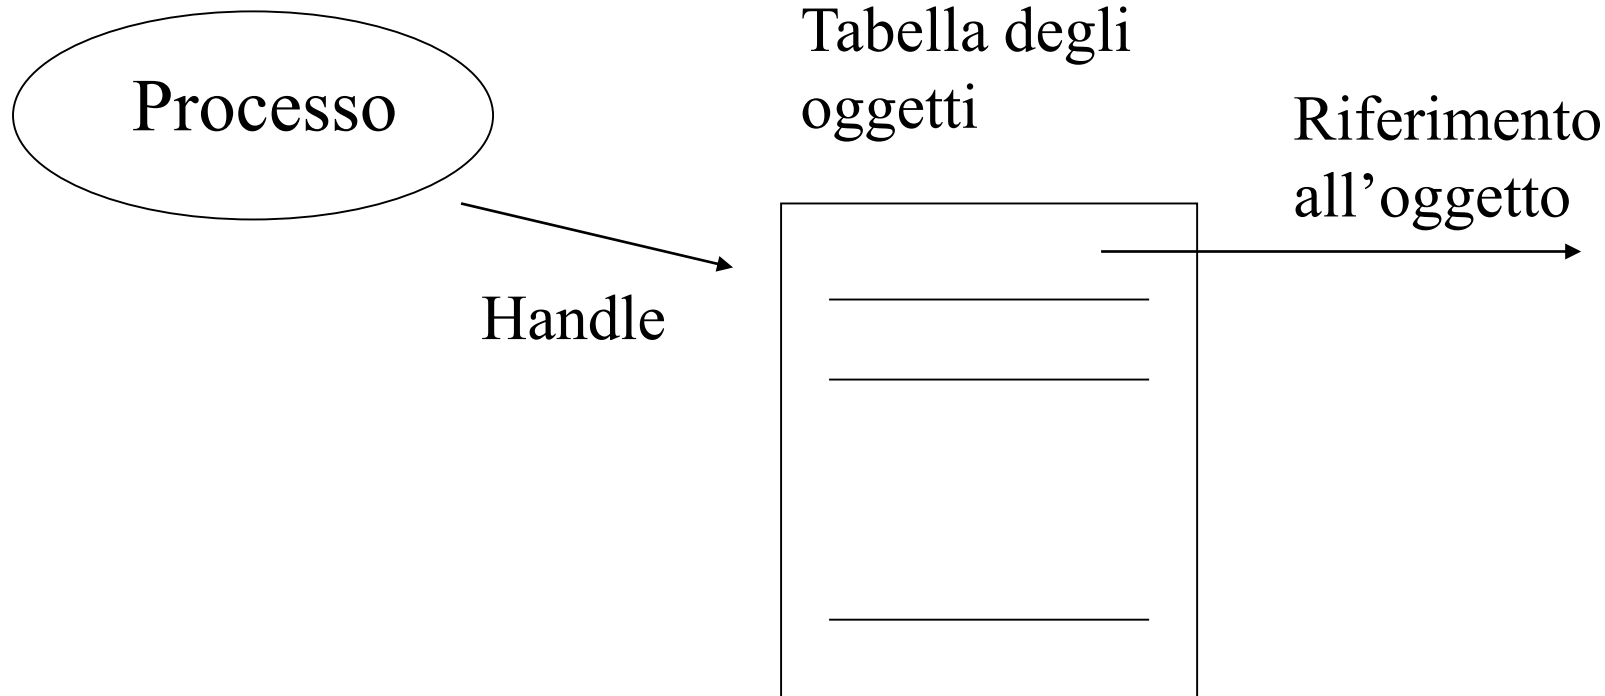 Processo
Tabella degli
oggetti
Riferimento
all’oggetto
Handle